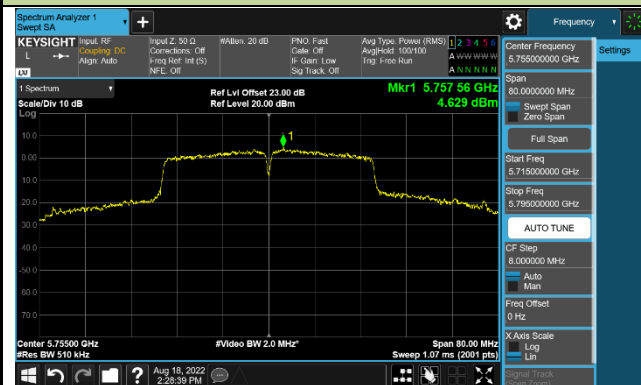 Spectrum Analyzer 1
Swept SA
Frequency
KEYSIGHT
Input: RF
Coupling: DC
Align: Auto
Input Z: 50 Ω
Corrections: Off
Freq Ref: Int (S)
NFE: Off
#Atten: 20 dB
PNO: Fast
Gate: Off
IF Gain: Low
Sig Track: Off
Avg Type: Power (RMS)
Avg|Hold: 100/100
Trig: Free Run
1 2 3 4 5 6
A W W W W W
A N N N N N
L
1 Spectrum
Scale/Div 10 dB
Log
Ref Lvl Offset 23.00 dB
Ref Level 20.00 dBm
Mkr1 5.757 56 GHz
4.629 dBm
1
10.0
0.00
-10.0
-20.0
-30.0
-40.0
-50.0
-60.0
-70.0
Center 5.75500 GHz
#Res BW 510 kHz
#Video BW 2.0 MHz*
Span 80.00 MHz
Sweep 1.07 ms (2001 pts)
Aug 18, 2022
2:28:39 PM
Center Frequency
5.755000000 GHz
Span
80.0000000 MHz
Swept Span
Zero Span
Full Span
Start Freq
5.715000000 GHz
Stop Freq
5.795000000 GHz
AUTO TUNE
CF Step
8.000000 MHz
Auto
Man
Freq Offset
0 Hz
X Axis Scale
Log
Lin
Signal Track
Settings